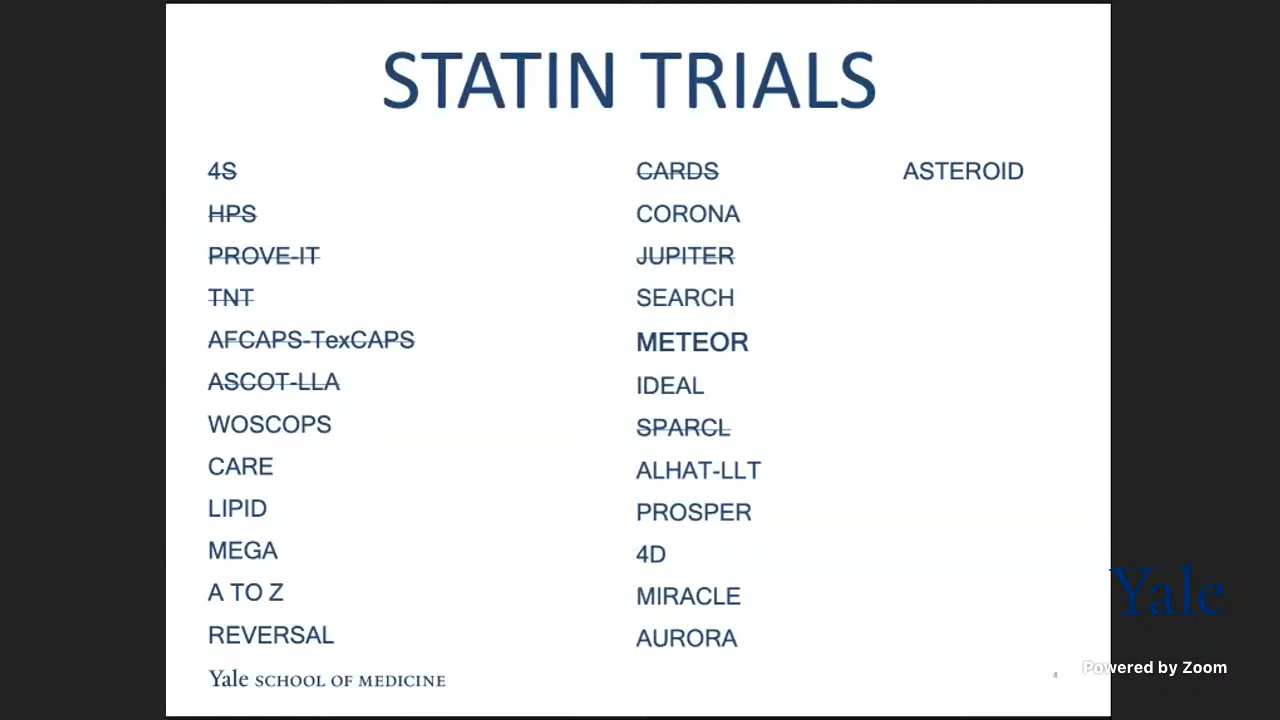 STATIN TRIALS
4S
HPS
PROVE-IT
TNT
AFCAPS-TexCAPS
ASCOT-LLA
WOSCOPS
CARE
LIPID
MEGA
A TO Z
REVERSAL
CARDS
CORONA
JUPITER
SEARCH
METEOR
IDEAL
SPARCL
ALHAT-LLT
PROSPER
4D
MIRACLE
AURORA
ASTEROID
Yale SCHOOL OF MEDICINE
4
Yale
Powered by Zoom